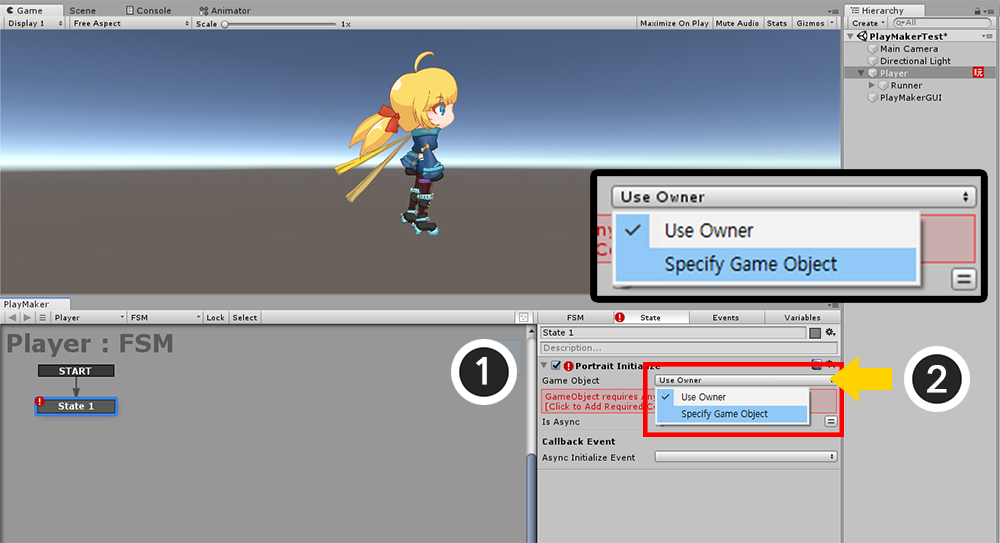 Game
Scene
Console
Animator
Display 1
Free Aspect
Scale
1x
Maximize On Play
Mute Audio
Stats
Gizmos
Hierarchy
Create
All
PlayMakerTest*
Main Camera
Directional Light
Player
玩
Runner
PlayMakerGUI
Use Owner
Use Owner
Specify Game Object
PlayMaker
Player
FSM
Lock
Select
FSM
State
Events
Variables
Player : FSM
START
State 1
1
State 1
Description...
Portrait Initialize
Game Object
Use Owner
GameObject requires Any
Use Owner
[Click to Add Required Co
Specify Game Object
Is Async
Callback Event
Async Initialize Event
2